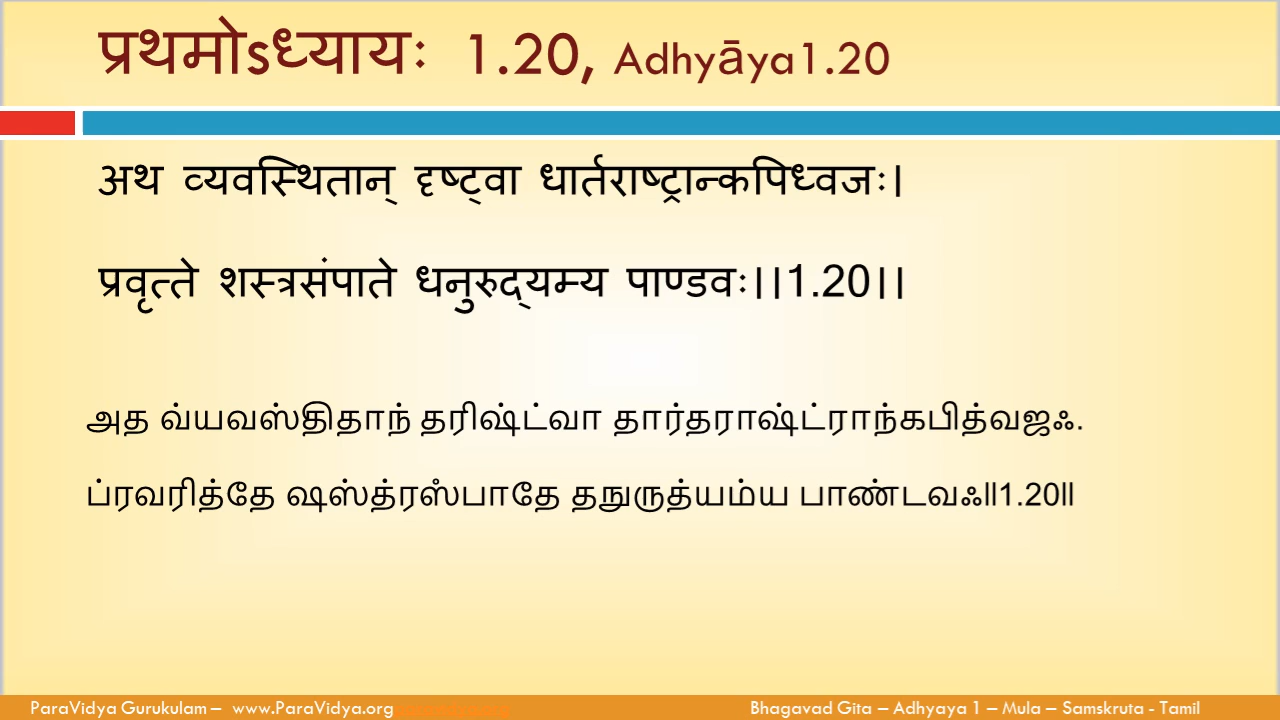 प्रथमोऽध्यायः 1.20, Adhyāya1.20
अथ व्यवस्थितान् दृष्ट्वा धार्तराष्ट्रान्कपिध्वजः।
प्रवृत्ते शस्त्रसंपाते धनुरुद्यम्य पाण्डवः।।1.20।।
அத வ்யவஸ்திதாந் தரிஷ்ட்வா தார்தராஷ்ட்ராந்கபித்வஜஃ.
ப்ரவரித்தே ஷஸ்த்ரஸ்பாதே தநுருத்யம்ய பாண்டவஃ॥1.20॥
ParaVidya Gurukulam – www.ParaVidya.org
Bhagavad Gita – Adhyaya 1 – Mula – Samskruta - Tamil